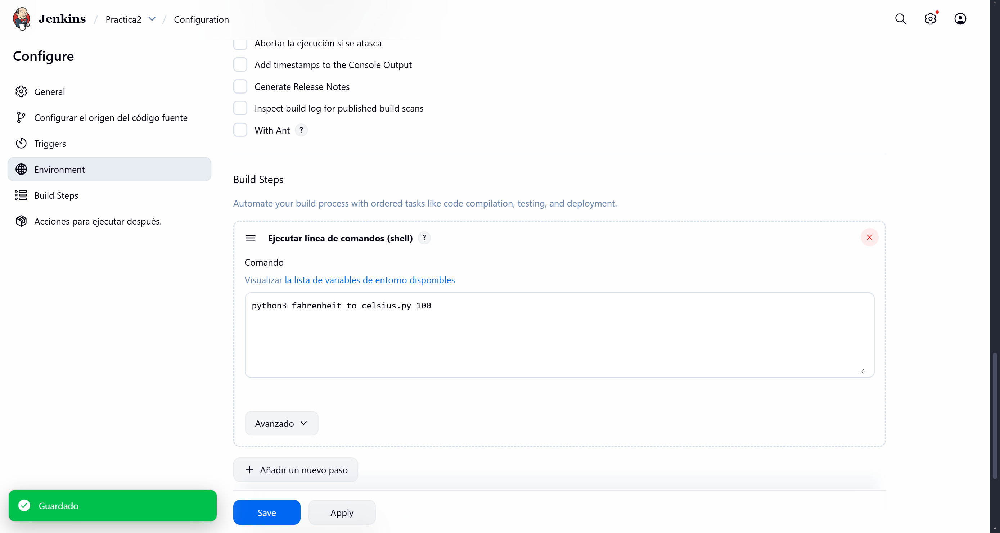 Jenkins / Practica2 / Configuration
Configure
General
Configurar el origen del código fuente
Triggers
Environment
Build Steps
Acciones para ejecutar después.
Abortar la ejecución si se atasca
Add timestamps to the Console Output
Generate Release Notes
Inspect build log for published build scans
With Ant ?
Build Steps
Automate your build process with ordered tasks like code compilation, testing, and deployment.
Ejecutar linea de comandos (shell) ?
Comando
Visualizar la lista de variables de entorno disponibles
python3 fahrenheit_to_celsius.py 100
Avanzado
Añadir un nuevo paso
Guardado
Save
Apply